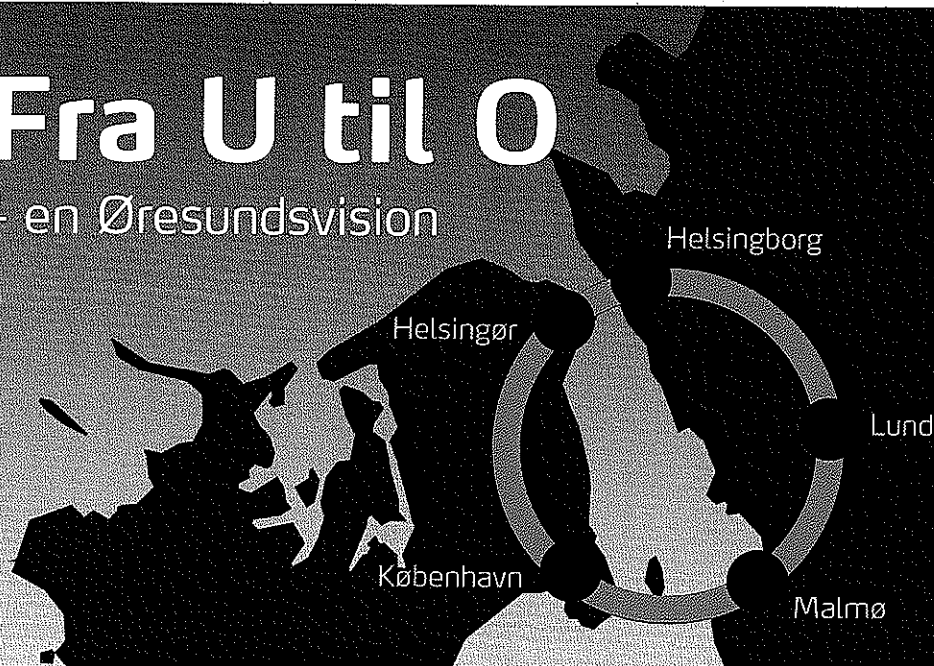 Fra U til O
- en Øresundsvision
Helsingborg
Helsingør
Lund
København
Malmø